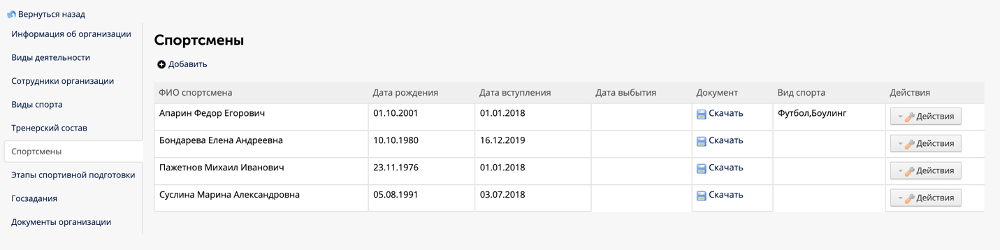 Вернуться назад
Информация об организации
Виды деятельности
Сотрудники организации
Виды спорта
Тренерский состав
Спортсмены
Этапы спортивной подготовки
Госзадания
Документы организации
Спортсмены
Добавить
ФИО спортсмена Дата рождения Дата вступления Дата выбытия Документ Вид спорта Действия
Апарин Федор Егорович 01.10.2001 01.01.2018 Скачать Футбол,Боулинг Действия
Бондарева Елена Андреевна 10.10.1980 16.12.2019 Скачать Действия
Пажетнов Михаил Иванович 23.11.1976 01.01.2018 Скачать Действия
Суслина Марина Александровна 05.08.1991 03.07.2018 Скачать Действия